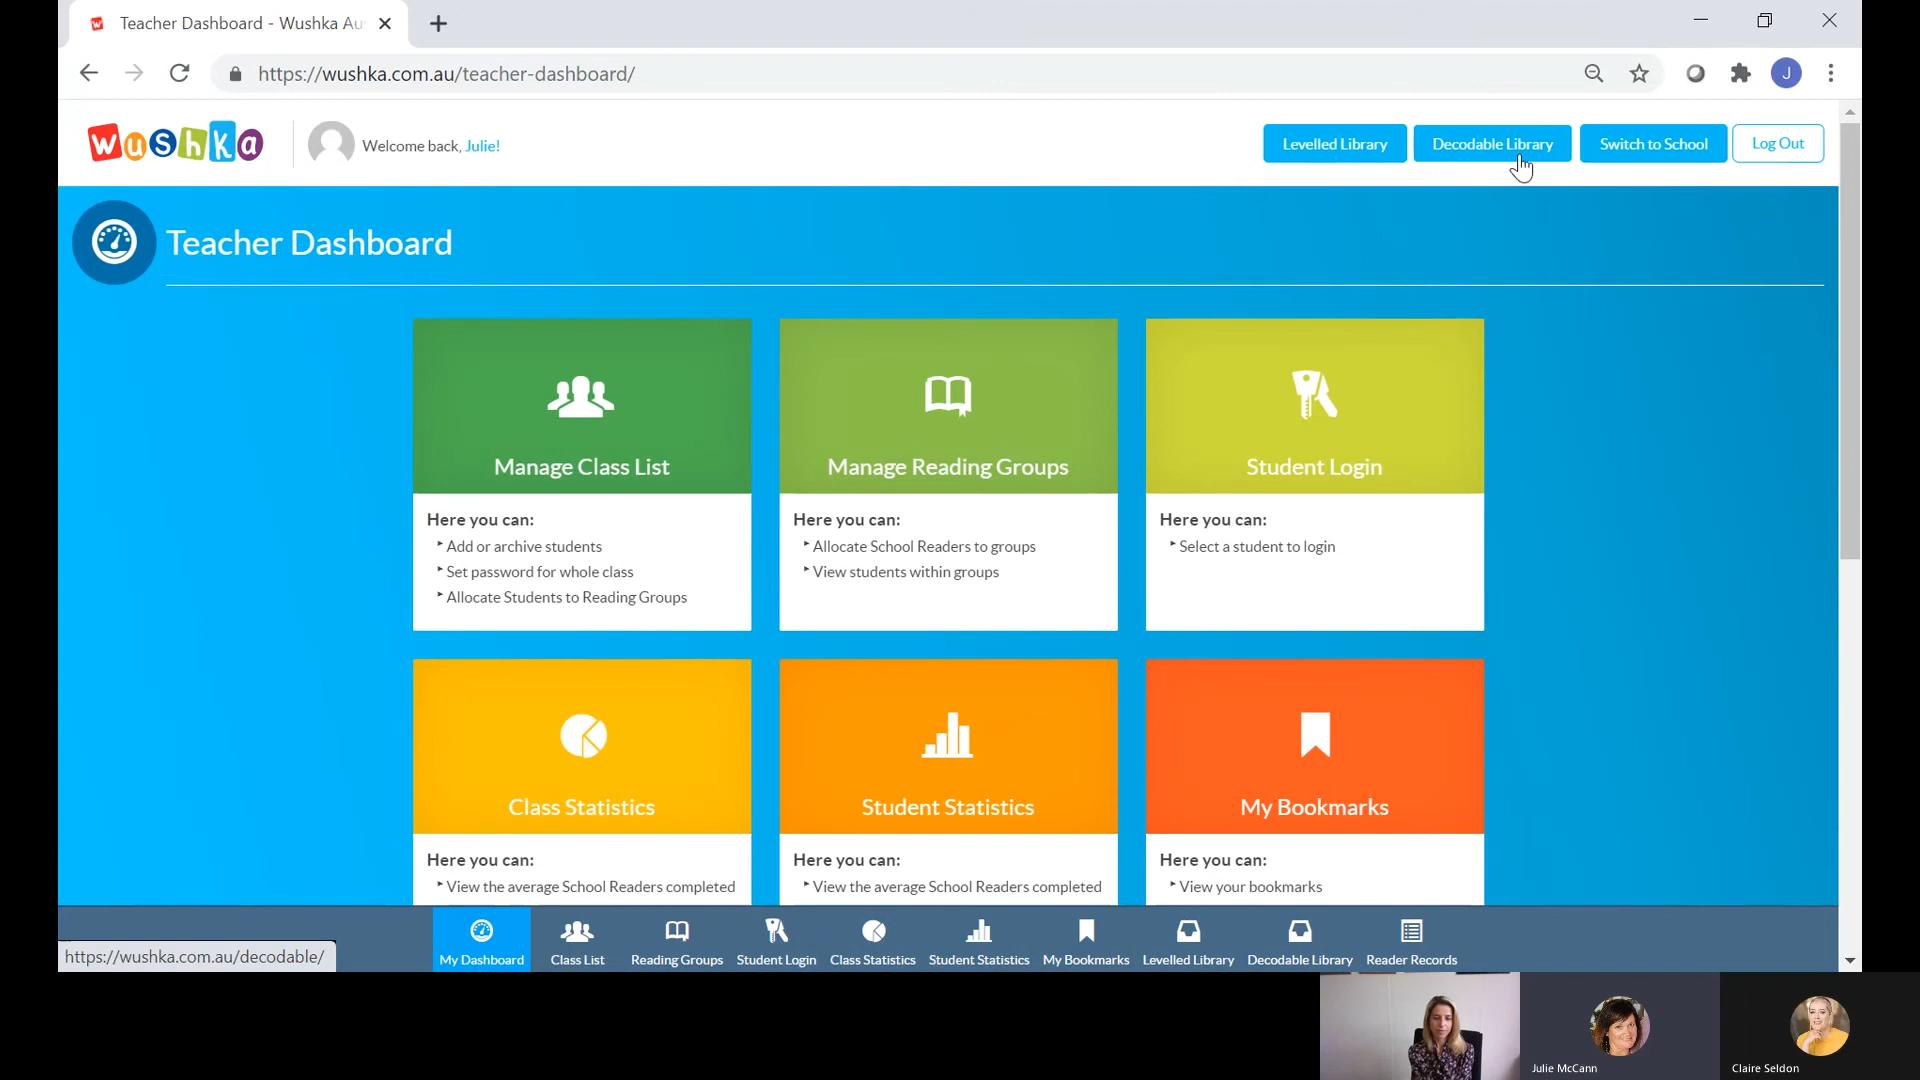 Teacher Dashboard - Wushka Au
https://wushka.com.au/teacher-dashboard/
J
wushka
Welcome back, Julie!
Levelled Library
Decodable Library
Switch to School
Log Out
Teacher Dashboard
Manage Class List
Here you can:
Add or archive students
Set password for whole class
Allocate Students to Reading Groups
Manage Reading Groups
Here you can:
Allocate School Readers to groups
View students within groups
Student Login
Here you can:
Select a student to login
Class Statistics
Here you can:
View the average School Readers completed
Student Statistics
Here you can:
View the average School Readers completed
My Bookmarks
Here you can:
View your bookmarks
https://wushka.com.au/decodable/
My Dashboard
Class List
Reading Groups
Student Login
Class Statistics
Student Statistics
My Bookmarks
Levelled Library
Decodable Library
Reader Records
Julie McCann
Claire Seldon